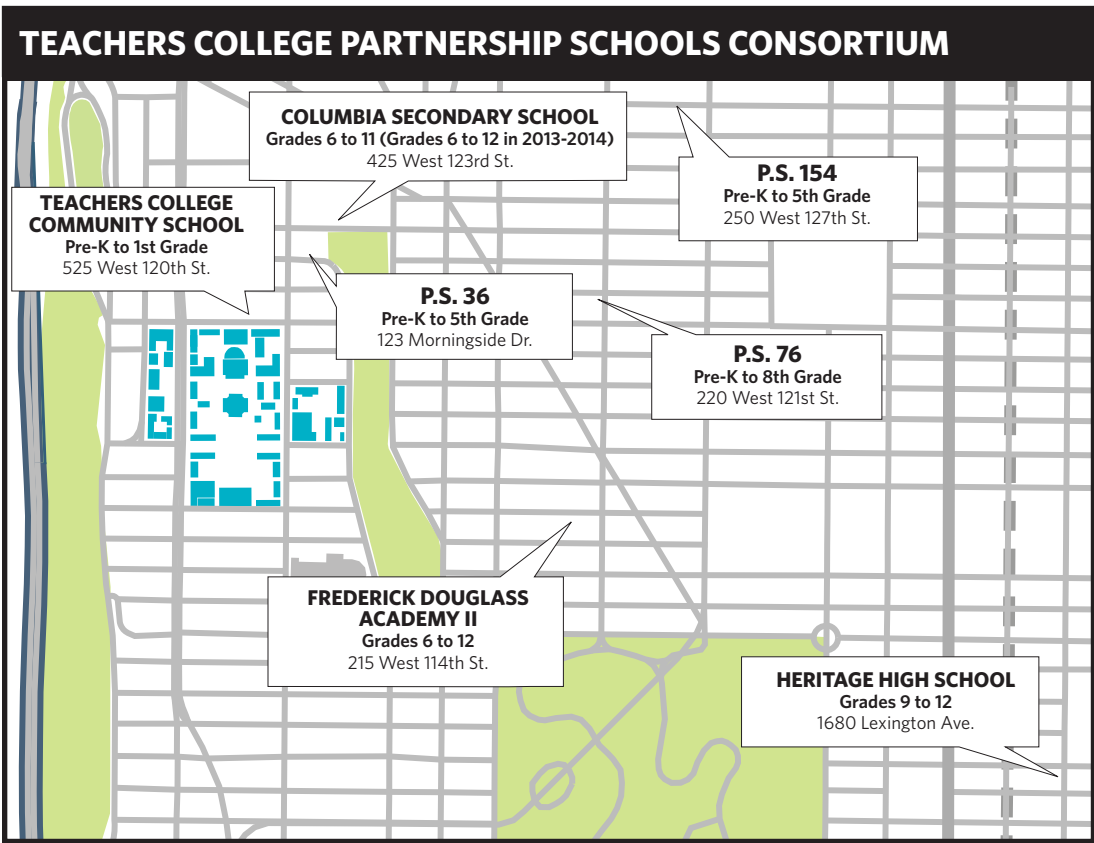 TEACHERS COLLEGE PARTNERSHIP SCHOOLS CONSORTIUM
COLUMBIA SECONDARY SCHOOL
Grades 6 to 11 (Grades 6 to 12 in 2013-2014)
425 West 123rd St.
P.S. 154
Pre-K to 5th Grade
250 West 127th St.
TEACHERS COLLEGE
COMMUNITY SCHOOL
Pre-K to 1st Grade
525 West 120th St.
P.S. 36
Pre-K to 5th Grade
123 Morningside Dr.
P.S. 76
Pre-K to 8th Grade
220 West 121st St.
FREDERICK DOUGLASS
ACADEMY II
Grades 6 to 12
215 West 114th St.
HERITAGE HIGH SCHOOL
Grades 9 to 12
1680 Lexington Ave.